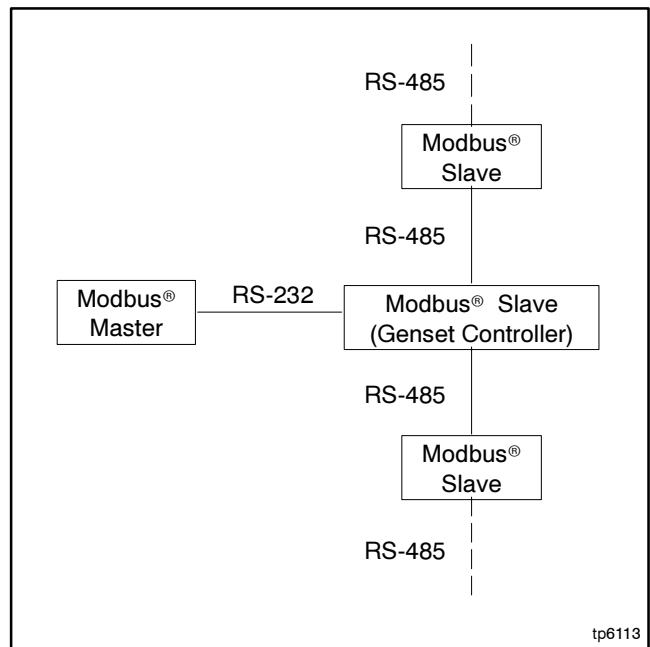 RS-485
Modbus®
Slave
RS-485
Modbus®
Master
RS-232
Modbus® Slave
(Genset Controller)
RS-485
Modbus®
Slave
RS-485
tp6113